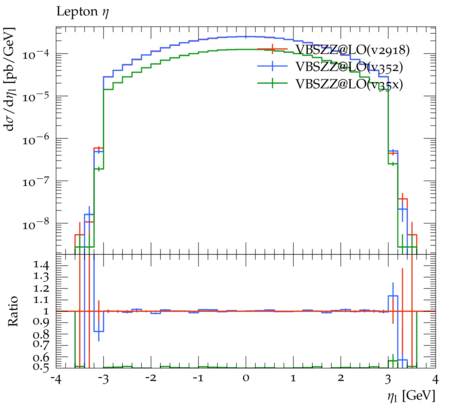 Lepton η
dσ/dηl [pb/GeV]
10⁻⁴
10⁻⁵
10⁻⁶
10⁻⁷
10⁻⁸
VBSZZ@LO(v2918)
VBSZZ@LO(v352)
VBSZZ@LO(v35x)
Ratio
1.4
1.3
1.2
1.1
1
0.9
0.8
0.7
0.6
0.5
-4 -3 -2 -1 0 1 2 3 4
ηl [GeV]